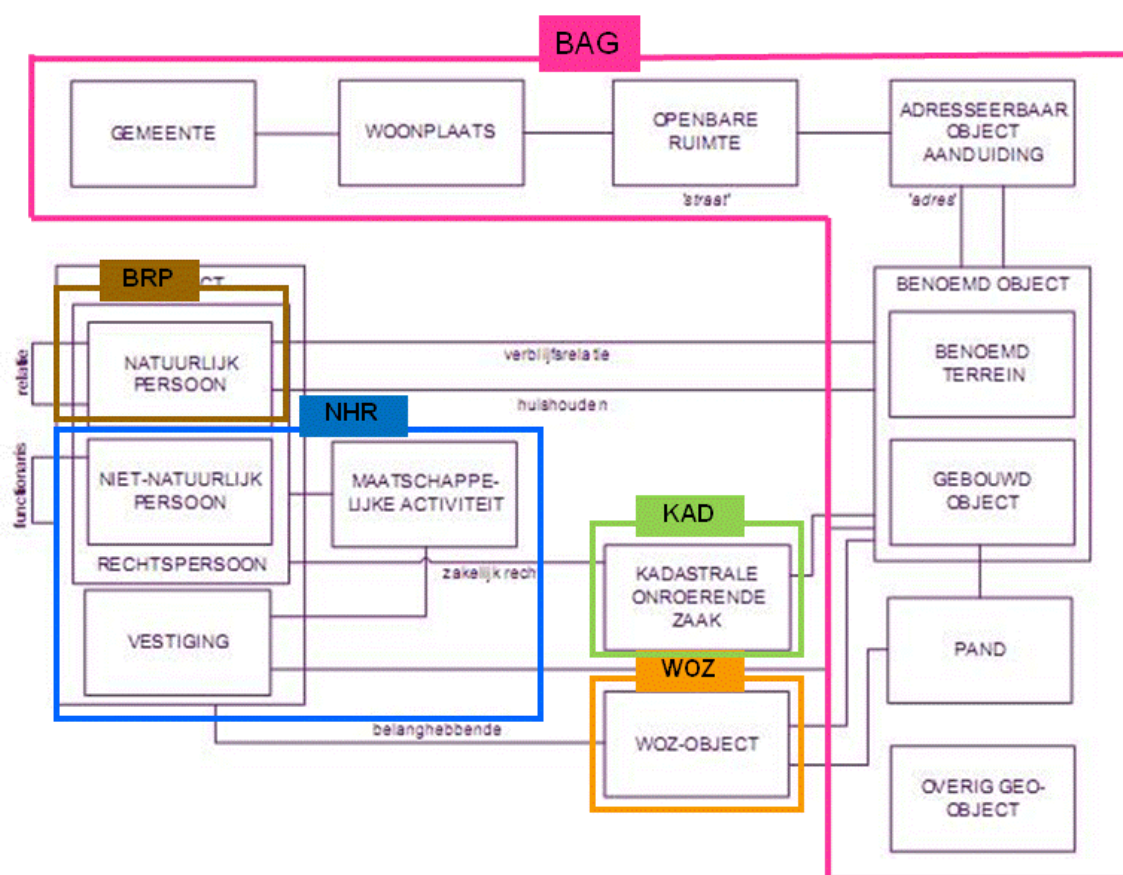 BAG
GEMEENTE
WOONPLAATS
OPENBARE
RUIMTE
ADRESSEERBAAR
OBJECT
AANDUIDING
'straat'
'adres'
BRP
CT
BENOEMD OBJECT
NATUURLIJK
PERSOON
relatie
verblijfsrelatie
huishouden
BENOEMD
TERREIN
NHR
NIET-NATUURLIJK
PERSOON
functionaris
MAATSCHAPPE-
LIJKE ACTIVITEIT
GEBOUWD
OBJECT
KAD
RECHTSPERSOON
zakelijk rech
KADASTRALE
ONROERENDE
ZAAK
VESTIGING
PAND
WOZ
belanghebbende
WOZ-OBJECT
OVERIG GEO-
OBJECT